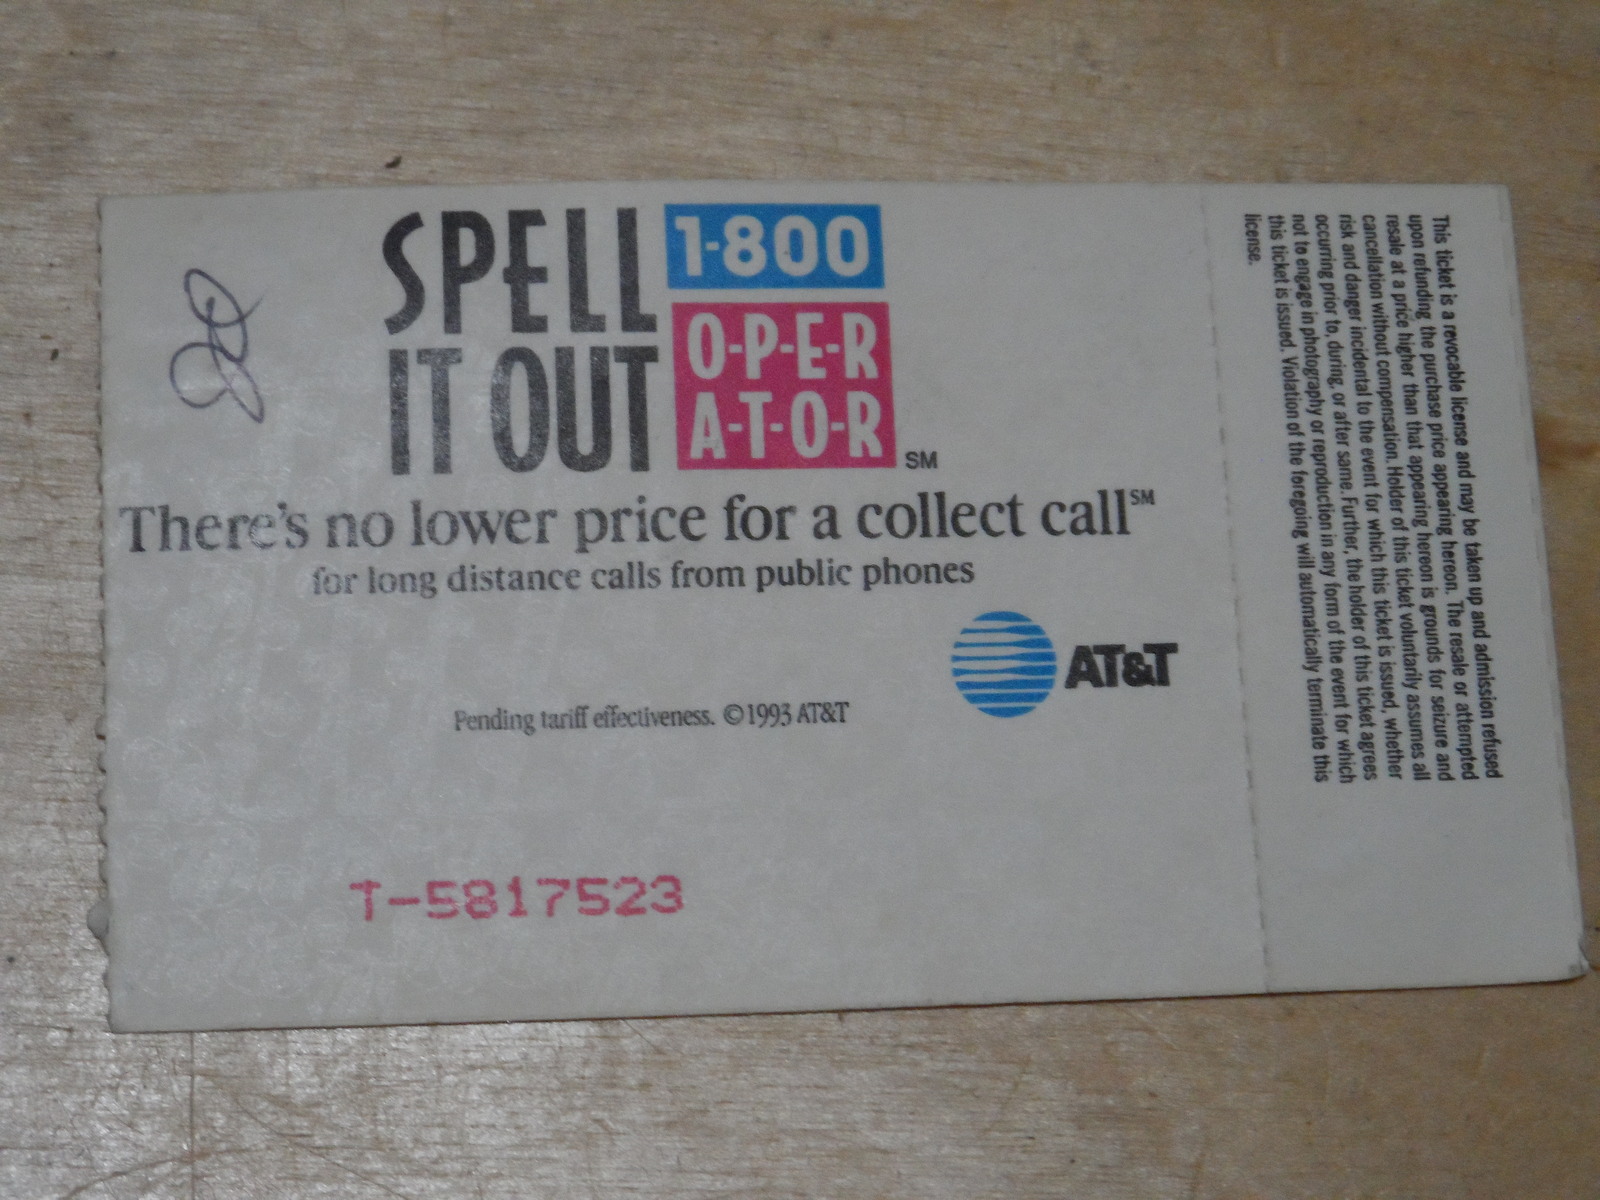 SPELL
IT OUT
1-800
O-P-E-R
A-T-O-R
SM
There's no lower price for a collect call SM
for long distance calls from public phones
AT&T
Pending tariff effectiveness. ©1993 AT&T
T-5817523
This ticket is a revocable license and may be taken up and admission refused
upon refunding the purchase price appearing hereon. The resale or attempted
resale at a price higher than that appearing hereon is grounds for seizure and
cancellation without compensation. Holder of this ticket voluntarily assumes all
risk and danger incidental to the event for which this ticket is issued, whether
occurring prior to, during, or after same. Further, the holder of this ticket agrees
not to engage in photography or reproduction in any form of the event for which
this ticket is issued. Violation of the foregoing will automatically terminate this
license.